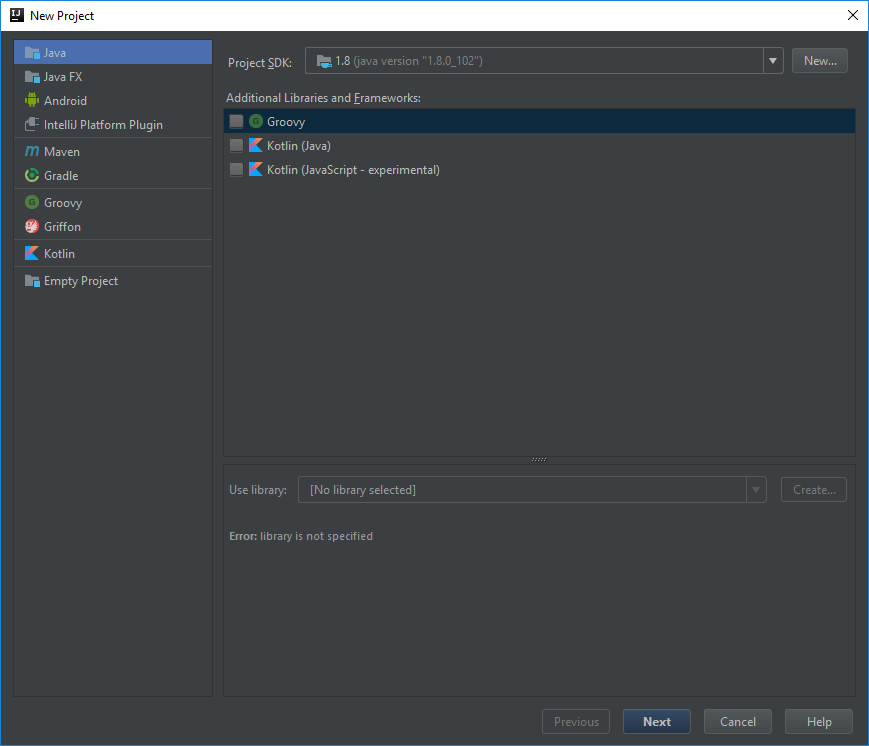 New Project
Java
Java FX
Android
IntelliJ Platform Plugin
Maven
Gradle
Groovy
Griffon
Kotlin
Empty Project
Project SDK: 1.8 (java version "1.8.0_102") New...
Additional Libraries and Frameworks:
Groovy
Kotlin (Java)
Kotlin (JavaScript - experimental)
Use library: [No library selected] Create...
Error: library is not specified
Previous Next Cancel Help